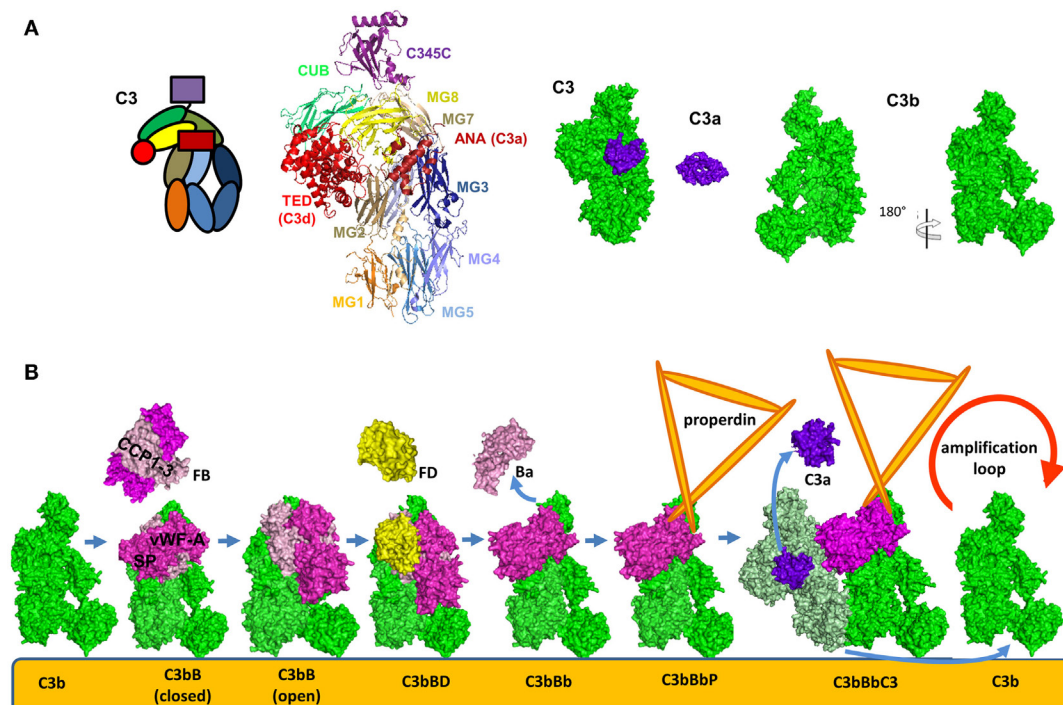 A
C3
C345C
CUB
MG8
MG7
ANA (C3a)
MG3
TED
(C3d)
MG2
MG4
MG1
MG5
C3
C3a
C3b
180°
B
CCP1-3
FB
vWF-A
SP
FD
Ba
properdin
C3a
amplification
loop
C3b
C3bB
(closed)
C3bB
(open)
C3bBD
C3bBb
C3bBbP
C3bBbC3
C3b